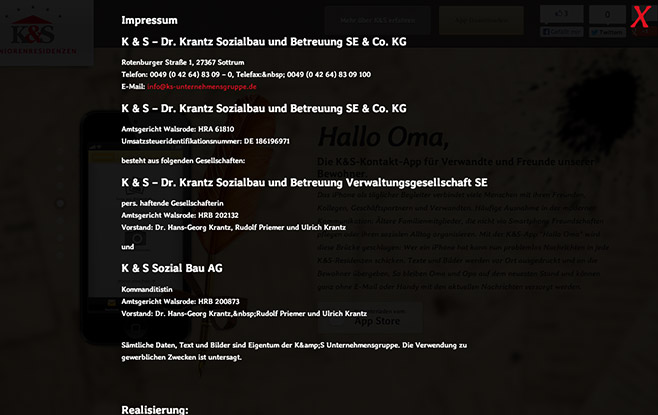 Impressum
K & S – Dr. Krantz Sozialbau und Betreuung SE & Co. KG
Rotenburger Straße 1, 27367 Sottrum
Telefon: 0049 (0 42 64) 83 09 – 0, Telefax:&nbsp; 0049 (0 42 64) 83 09 100
E-Mail: info@ks-unternehmensgruppe.de
K & S – Dr. Krantz Sozialbau und Betreuung SE & Co. KG
Amtsgericht Walsrode: HRA 61810
Umsatzsteueridentifikationsnummer: DE 186196971
besteht aus folgenden Gesellschaften:
K & S – Dr. Krantz Sozialbau und Betreuung Verwaltungsgesellschaft SE
pers. haftende Gesellschafterin
Amtsgericht Walsrode: HRB 202132
Vorstand: Dr. Hans-Georg Krantz, Rudolf Priemer und Ulrich Krantz
und
K & S Sozial Bau AG
Kommanditistin
Amtsgericht Walsrode: HRB 200873
Vorstand: Dr. Hans-Georg Krantz,&nbsp;Rudolf Priemer und Ulrich Krantz
Sämtliche Daten, Text und Bilder sind Eigentum der K&amp;S Unternehmensgruppe. Die Verwendung zu
gewerblichen Zwecken ist untersagt.
Realisierung:
X
K&S
Hallo Oma,
Die K&S-Kontakt-App für Verwandte und Freunde unserer
Bewohner.
App Store